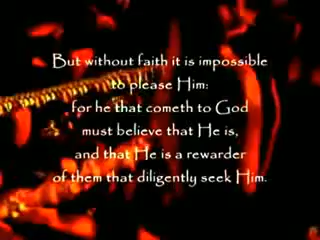 But without faith it is impossible
to please Him:
for he that cometh to God
must believe that He is,
and that He is a rewarder
of them that diligently seek Him.